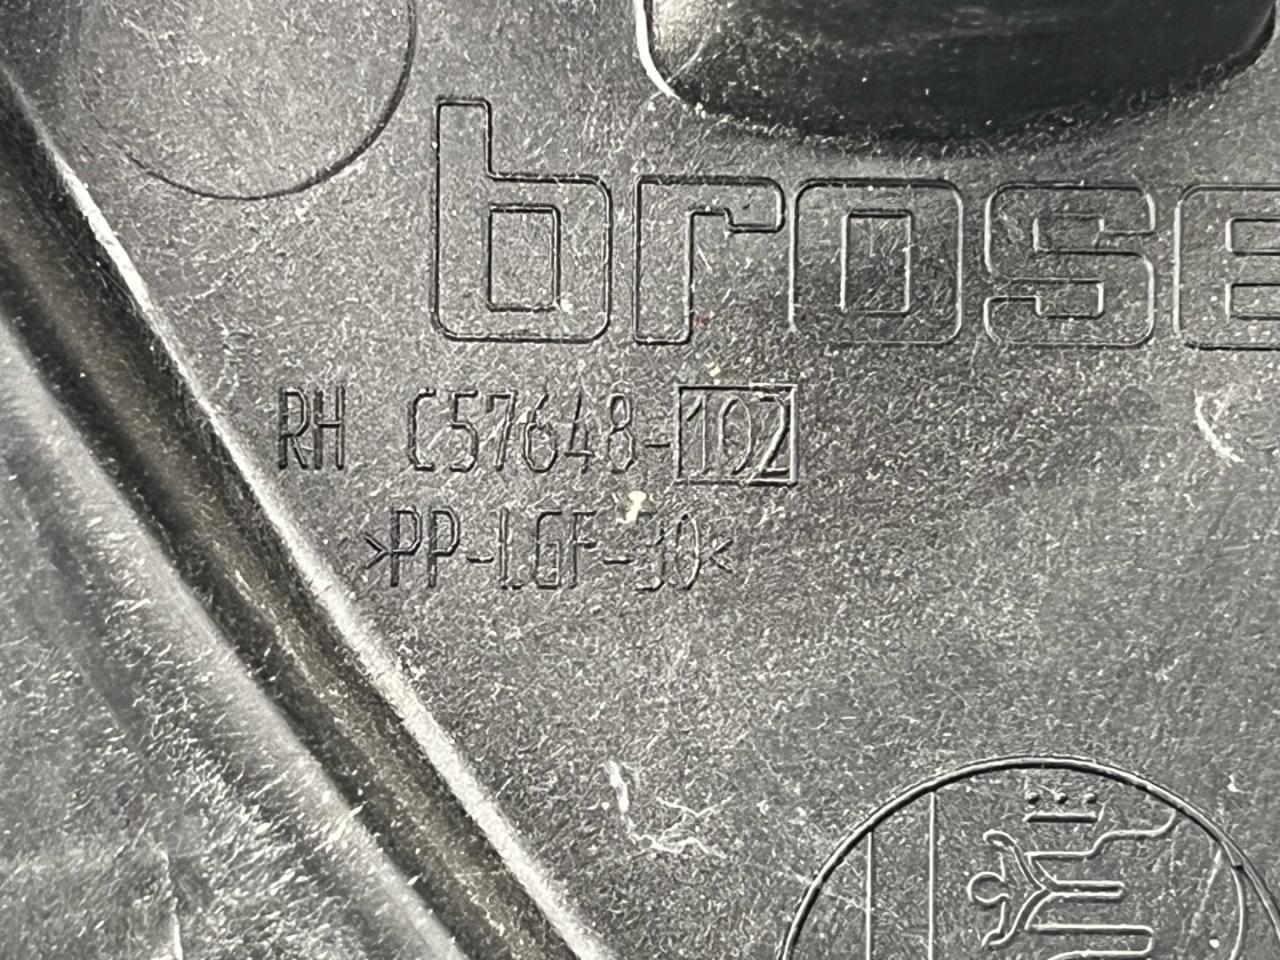 brose
RH C57648-102
>PP-LGF-30<